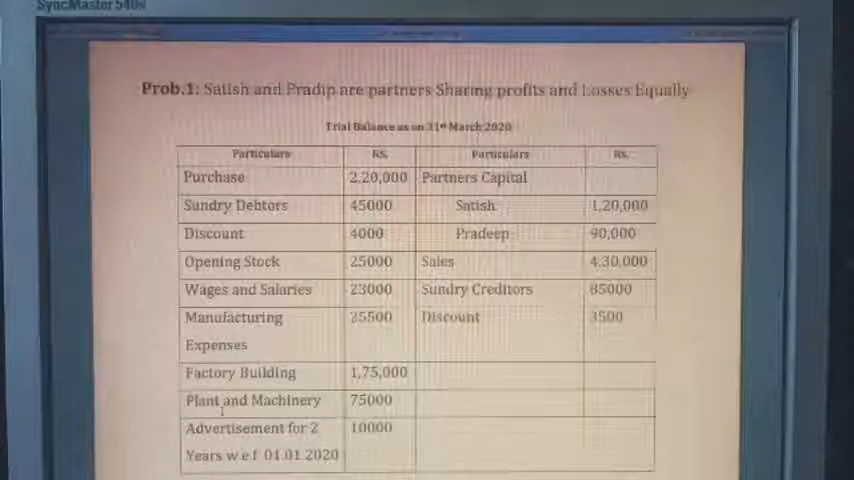 SyncMaster 540n
Prob.1: Satish and Pradip are partners Sharing profits and Losses Equally
Trial Balance as on 31st March 2020
Particulars RS. Particulars RS.
Purchase 2,20,000 Partners Capital
Sundry Debtors 45000 Satish 1,20,000
Discount 4000 Pradeep 90,000
Opening Stock 25000 Sales 4,30,000
Wages and Salaries 23000 Sundry Creditors 85000
Manufacturing 25500 Discount 3500
Expenses
Factory Building 1,75,000
Plant and Machinery 75000
Advertisement for 2 10000
Years w.e.f 01.01.2020